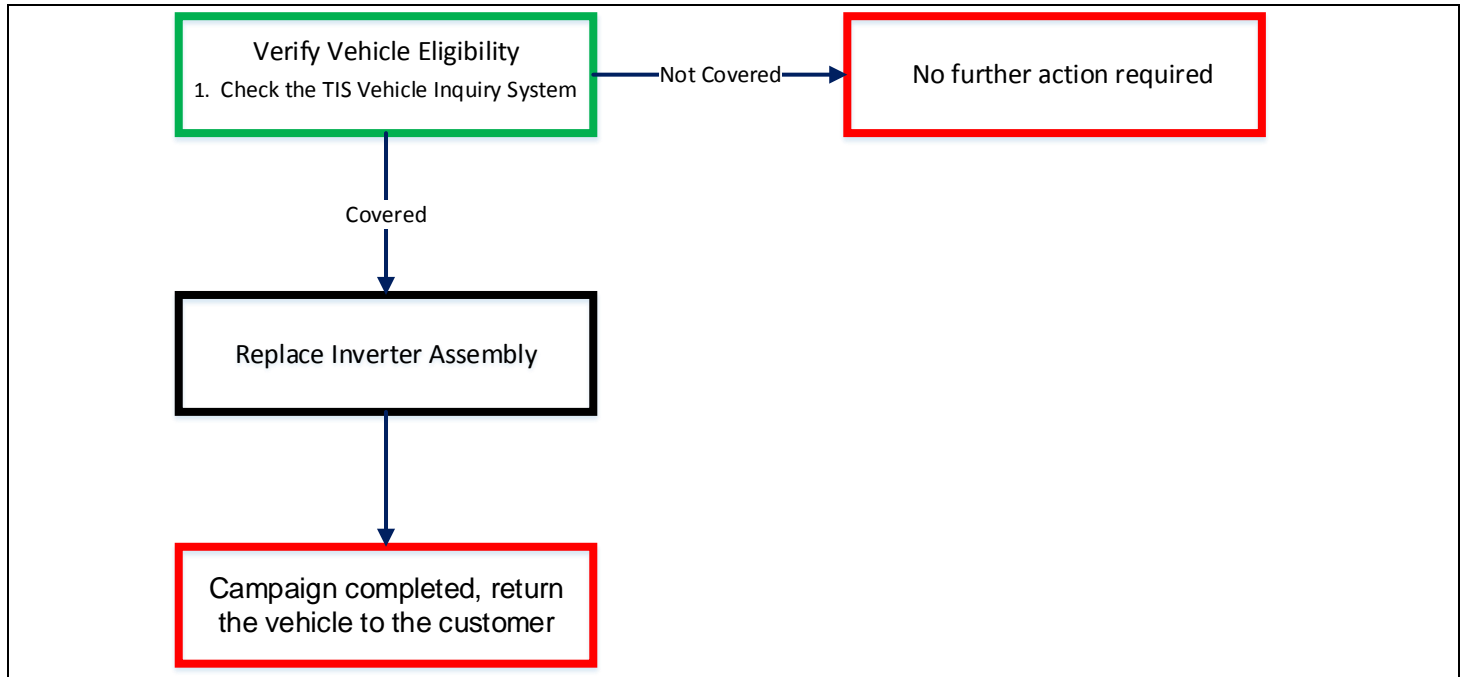 Verify Vehicle Eligibility
1. Check the TIS Vehicle Inquiry System
Not Covered
No further action required
Covered
Replace Inverter Assembly
Campaign completed, return
the vehicle to the customer